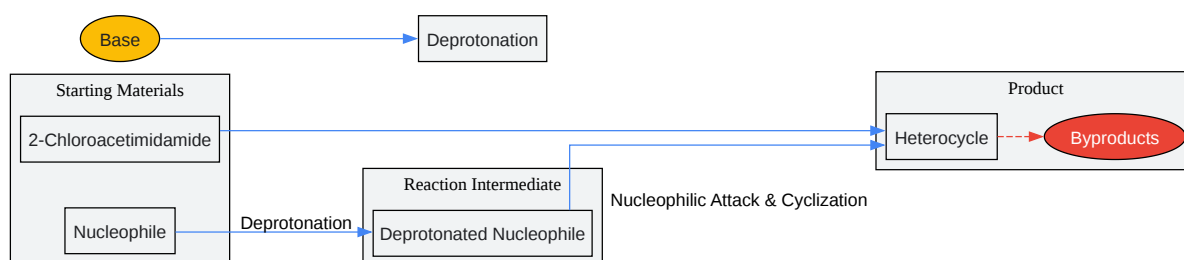 Base
Deprotonation
Starting Materials
2-Chloroacetimidamide
Nucleophile
Deprotonation
Reaction Intermediate
Deprotonated Nucleophile
Nucleophilic Attack & Cyclization
Product
Heterocycle
Byproducts